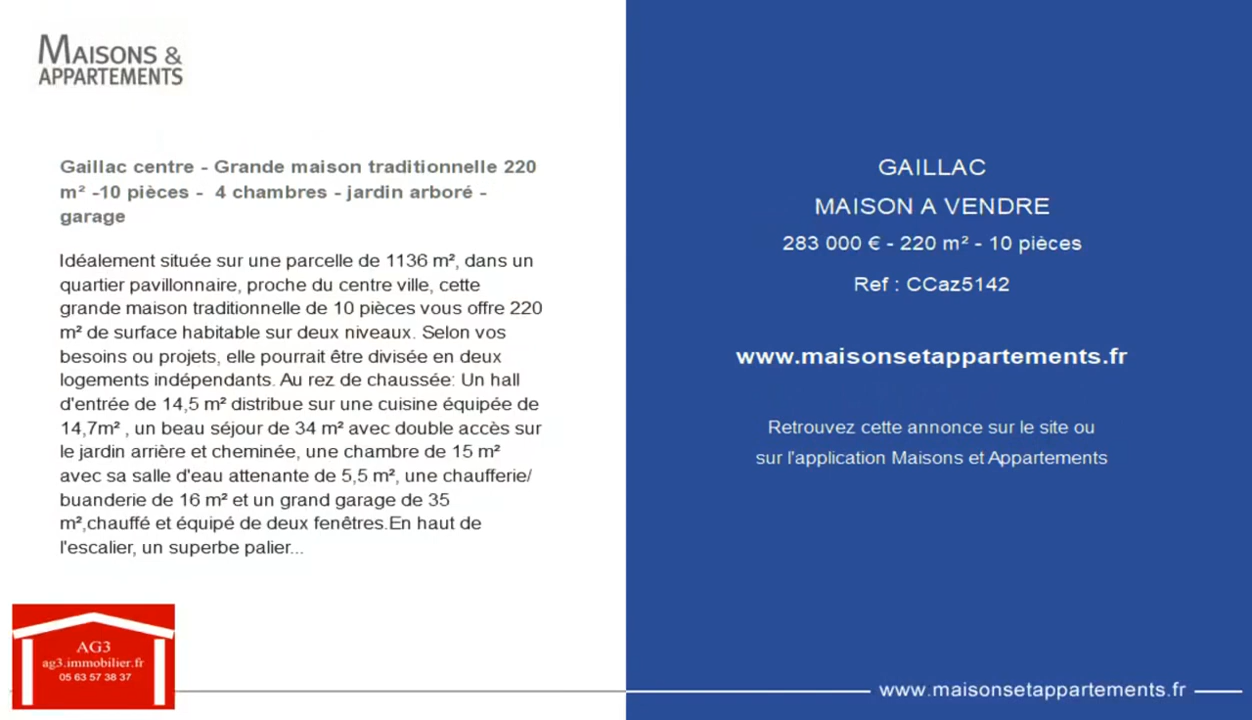 MAISONS &
APPARTEMENTS
Gaillac centre - Grande maison traditionnelle 220
m² -10 pièces -  4 chambres - jardin arboré -
garage
Idéalement située sur une parcelle de 1136 m², dans un
quartier pavillonnaire, proche du centre ville, cette
grande maison traditionnelle de 10 pièces vous offre 220
m² de surface habitable sur deux niveaux. Selon vos
besoins ou projets, elle pourrait être divisée en deux
logements indépendants. Au rez de chaussée: Un hall
d'entrée de 14,5 m² distribue sur une cuisine équipée de
14,7m² , un beau séjour de 34 m² avec double accès sur
le jardin arrière et cheminée, une chambre de 15 m²
avec sa salle d'eau attenante de 5,5 m², une chaufferie/
buanderie de 16 m² et un grand garage de 35
m²,chauffé et équipé de deux fenêtres.En haut de
l'escalier, un superbe palier...
AG3
ag3.immobilier.fr
05 63 57 38 37
GAILLAC
MAISON A VENDRE
283 000 € - 220 m² - 10 pièces
Ref : CCaz5142
www.maisonsetappartements.fr
Retrouvez cette annonce sur le site ou
sur l'application Maisons et Appartements
www.maisonsetappartements.fr